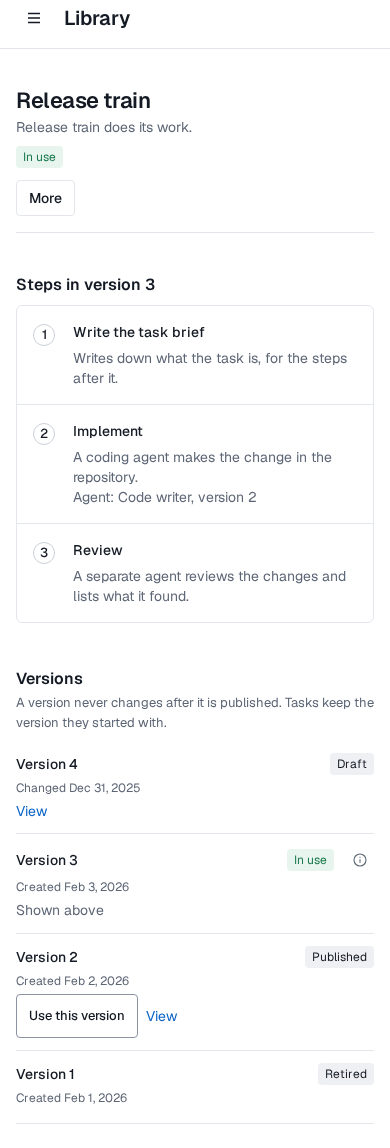 Library
Release train
Release train does its work.
In use
More
Steps in version 3
1
Write the task brief
Writes down what the task is, for the steps
after it.
2
Implement
A coding agent makes the change in the
repository.
Agent: Code writer, version 2
3
Review
A separate agent reviews the changes and
lists what it found.
Versions
A version never changes after it is published. Tasks keep the
version they started with.
Version 4
Draft
Changed Dec 31, 2025
View
Version 3
In use
Created Feb 3, 2026
Shown above
Version 2
Published
Created Feb 2, 2026
Use this version
View
Version 1
Retired
Created Feb 1, 2026